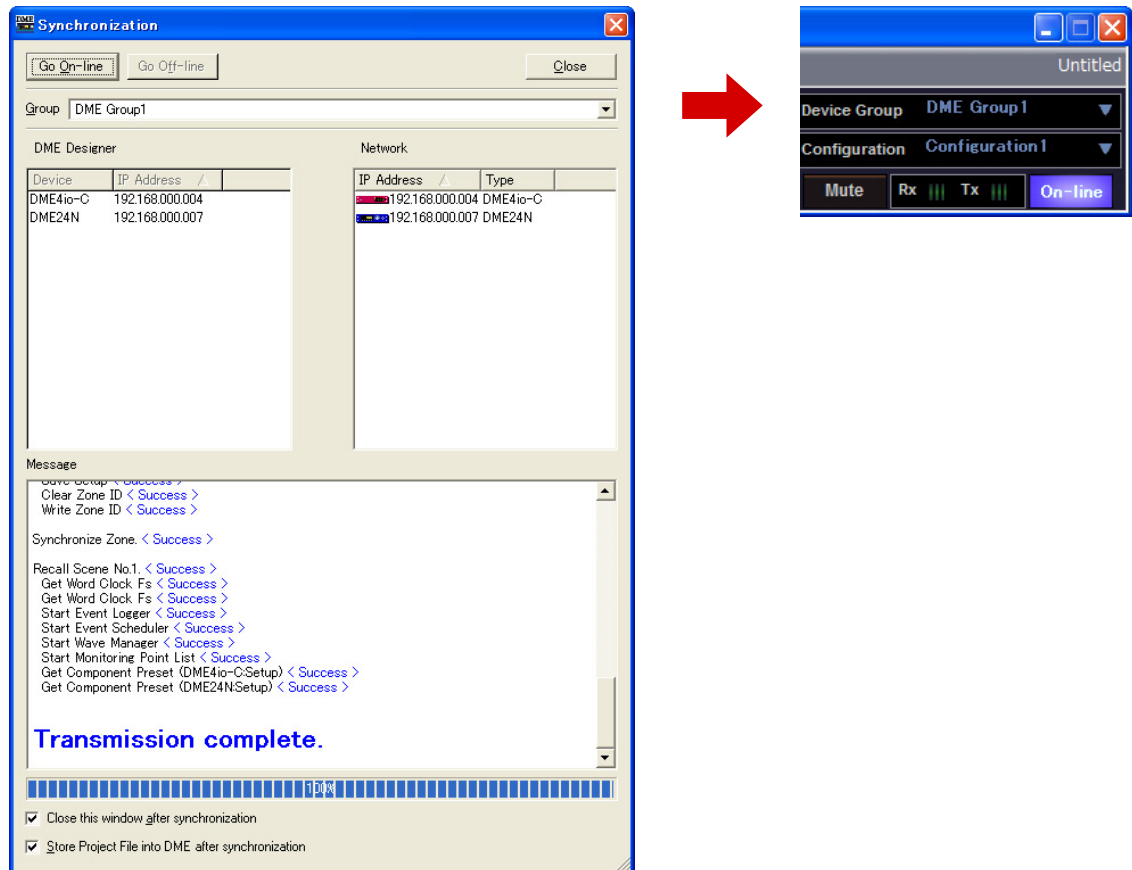 Synchronization
Go On-line Go Off-line Close
Group DME Group1
DME Designer Network
Device IP Address IP Address Type
DME4io-C 192.168.000.004 192.168.000.004 DME4io-C
DME24N 192.168.000.007 192.168.000.007 DME24N
Message
Save Setup < Success >
Clear Zone ID < Success >
Write Zone ID < Success >
Synchronize Zone. < Success >
Recall Scene No.1. < Success >
Get Word Clock Fs < Success >
Get Word Clock Fs < Success >
Start Event Logger < Success >
Start Event Scheduler < Success >
Start Wave Manager < Success >
Start Monitoring Point List < Success >
Get Component Preset (DME4io-C:Setup) < Success >
Get Component Preset (DME24N:Setup) < Success >
Transmission complete.
100%
Close this window after synchronization
Store Project File into DME after synchronization
Untitled
Device Group DME Group1
Configuration Configuration1
Mute Rx Tx On-line